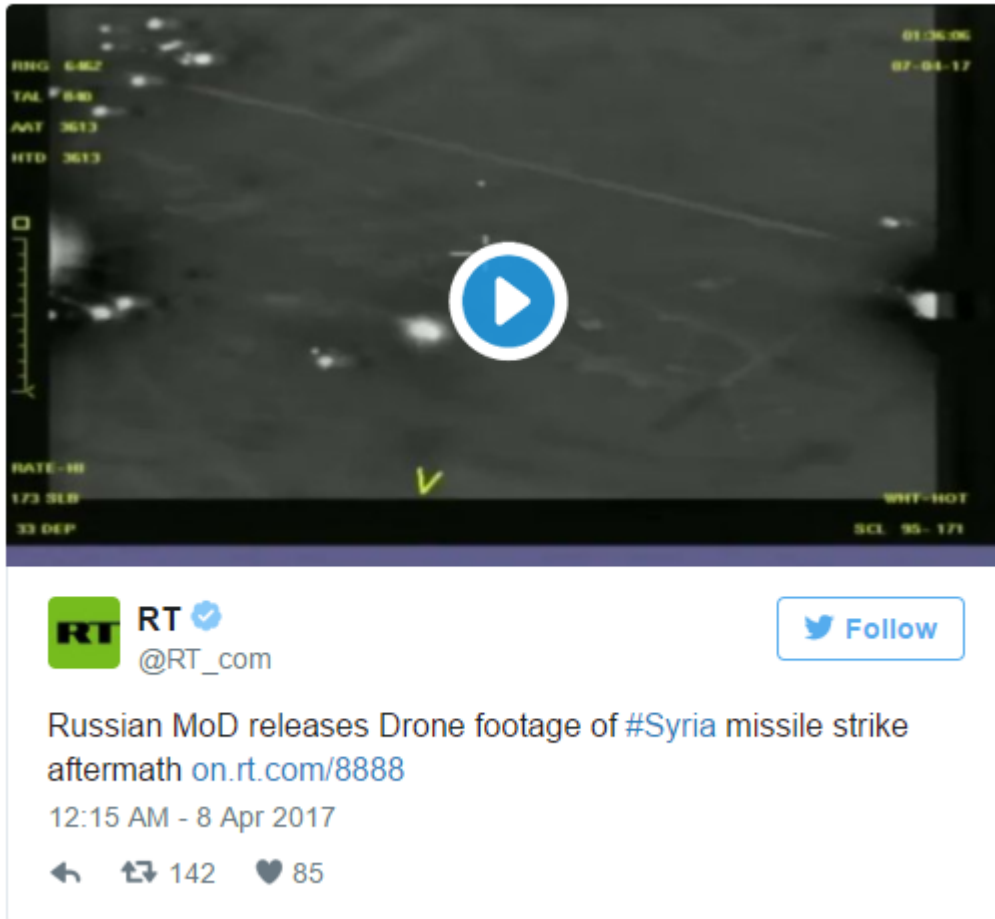 01:36:06
RNG 6462
07-04-17
TAL 840
AAT 3613
HTD 3613
RATE-HI
173 SLB
WHT-HOT
33 DEP
SCL 95-171
RT
RT
Follow
@RT_com
Russian MoD releases Drone footage of #Syria missile strike
aftermath on.rt.com/8888
12:15 AM - 8 Apr 2017
142
85